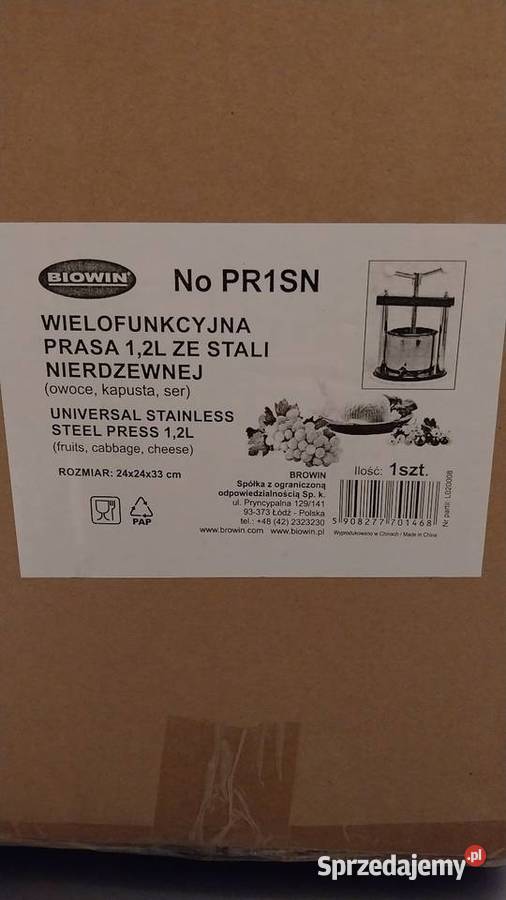 BIOWIN®
No PR1SN
WIELOFUNKCYJNA
PRASA 1,2L ZE STALI
NIERDZEWNEJ
(owoce, kapusta, ser)
UNIVERSAL STAINLESS
STEEL PRESS 1,2L
(fruits, cabbage, cheese)
ROZMIAR: 24x24x33 cm
PAP
BROWIN
Spółka z ograniczoną
odpowiedzialnością Sp. k.
ul. Pryncypalna 129/141
93-373 Łódź - Polska
tel.: +48 (42) 2323230
www.browin.com www.biowin.pl
Ilość: 1szt.
5 908277 701468
Wyprodukowano w Chinach / Made in China
Nr partii: L020008
Sprzedajemy.pl